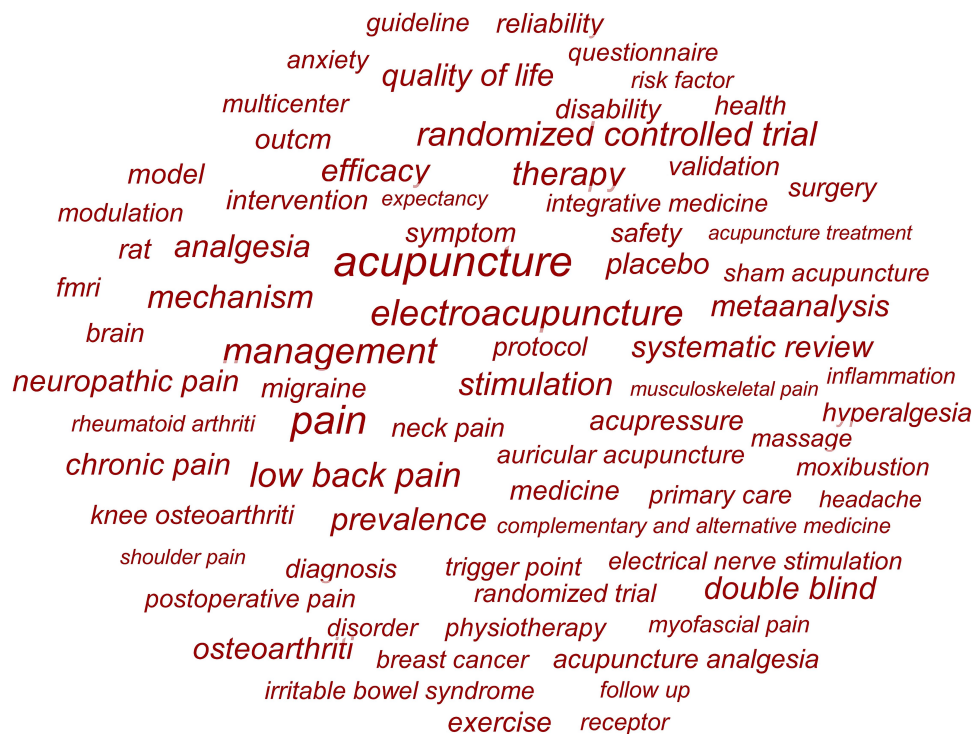 guideline reliability
anxiety questionnaire
quality of life risk factor
multicenter disability health
outcm randomized controlled trial
model efficacy therapy validation
modulation intervention expectancy integrative medicine surgery
rat analgesia symptom safety acupuncture treatment
acupuncture placebo sham acupuncture
fmri mechanism electroacupuncture metaanalysis
brain management protocol systematic review
neuropathic pain migraine stimulation musculoskeletal pain inflammation
rheumatoid arthriti pain neck pain acupressure hyperalgesia
massage
chronic pain low back pain auricular acupuncture moxibustion
medicine primary care headache
knee osteoarthriti prevalence complementary and alternative medicine
shoulder pain diagnosis trigger point electrical nerve stimulation
postoperative pain randomized trial double blind
disorder physiotherapy myofascial pain
osteoarthriti breast cancer acupuncture analgesia
irritable bowel syndrome follow up
exercise receptor